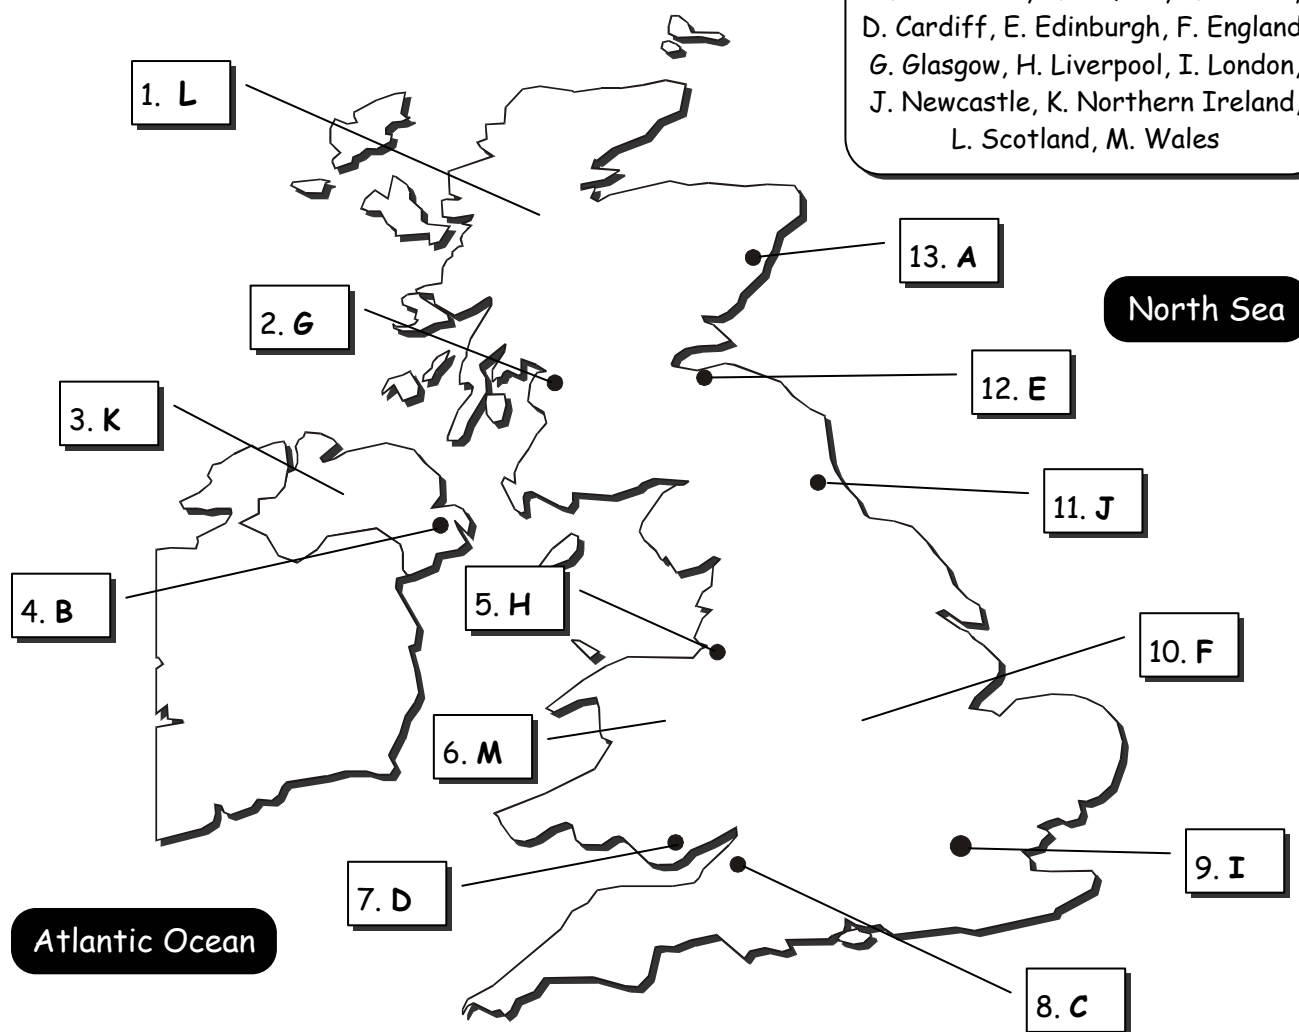 D. Cardiff, E. Edinburgh, F. England
G. Glasgow, H. Liverpool, I. London,
J. Newcastle, K. Northern Ireland,
L. Scotland, M. Wales
1. L
13. A
North Sea
2. G
12. E
3. K
11. J
4. B
5. H
10. F
6. M
9. I
7. D
Atlantic Ocean
8. C